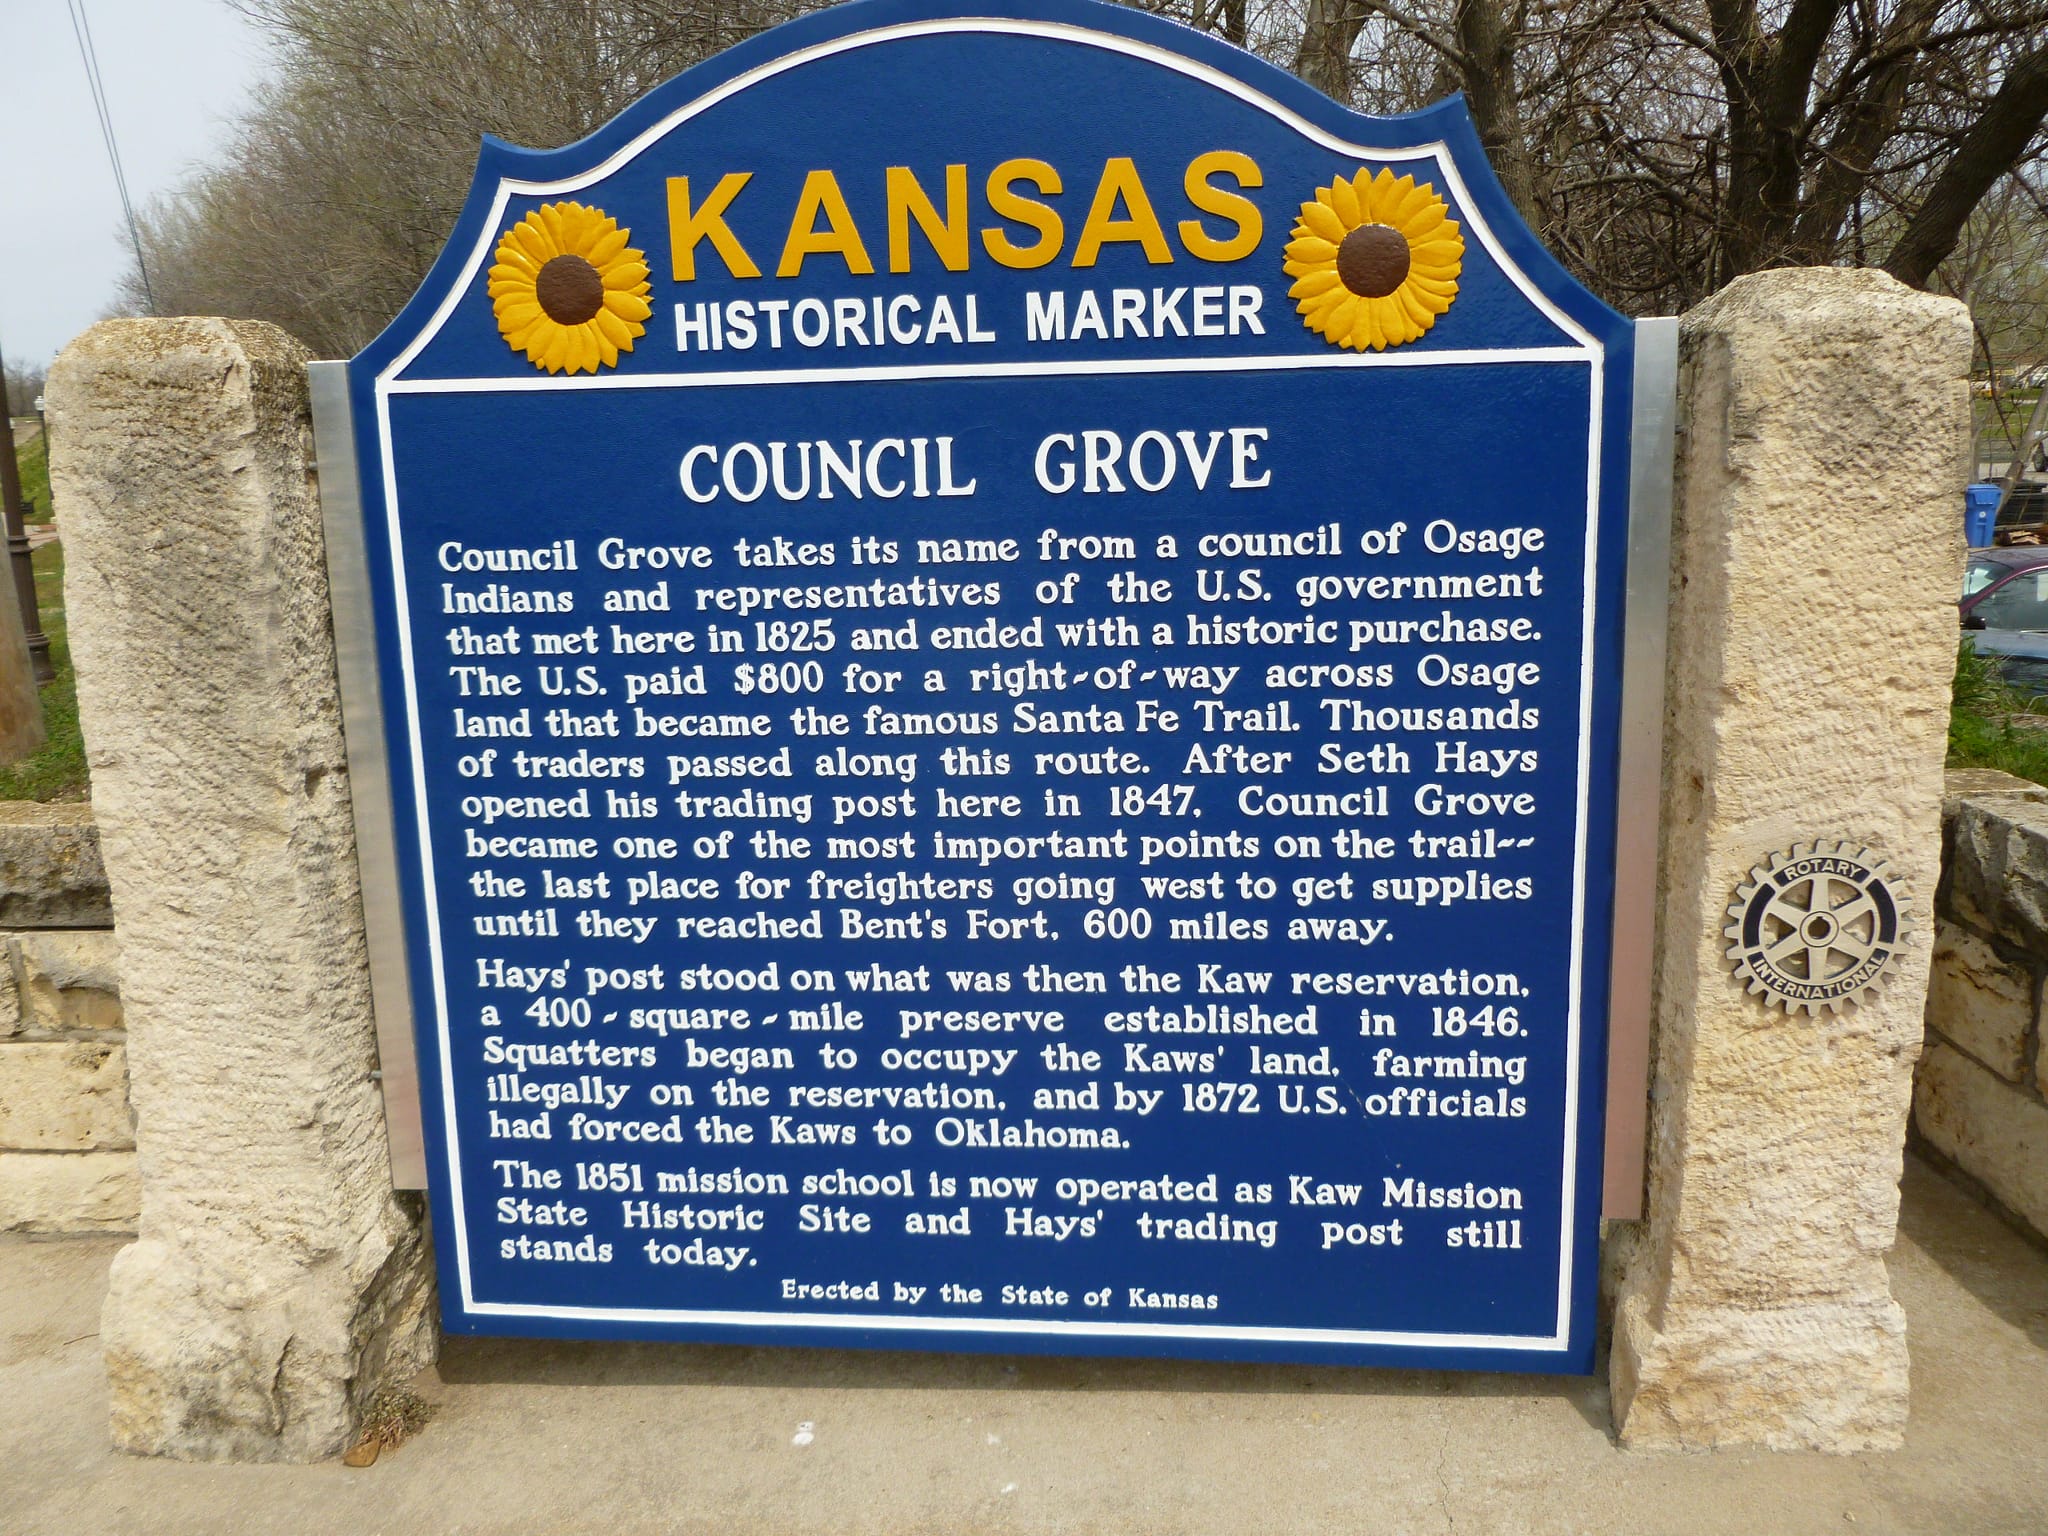 KANSAS
HISTORICAL MARKER
COUNCIL GROVE
Council Grove takes its name from a council of Osage
Indians and representatives of the U.S. government
that met here in 1825 and ended with a historic purchase.
The U.S. paid $800 for a right-of-way across Osage
land that became the famous Santa Fe Trail. Thousands
of traders passed along this route. After Seth Hays
opened his trading post here in 1847, Council Grove
became one of the most important points on the trail--
the last place for freighters going west to get supplies
until they reached Bent's Fort, 600 miles away.
Hays' post stood on what was then the Kaw reservation,
a 400-square-mile preserve established in 1846.
Squatters began to occupy the Kaws' land, farming
illegally on the reservation, and by 1872 U.S. officials
had forced the Kaws to Oklahoma.
The 1851 mission school is now operated as Kaw Mission
State Historic Site and Hays' trading post still
stands today.
Erected by the State of Kansas
ROTARY
INTERNATIONAL